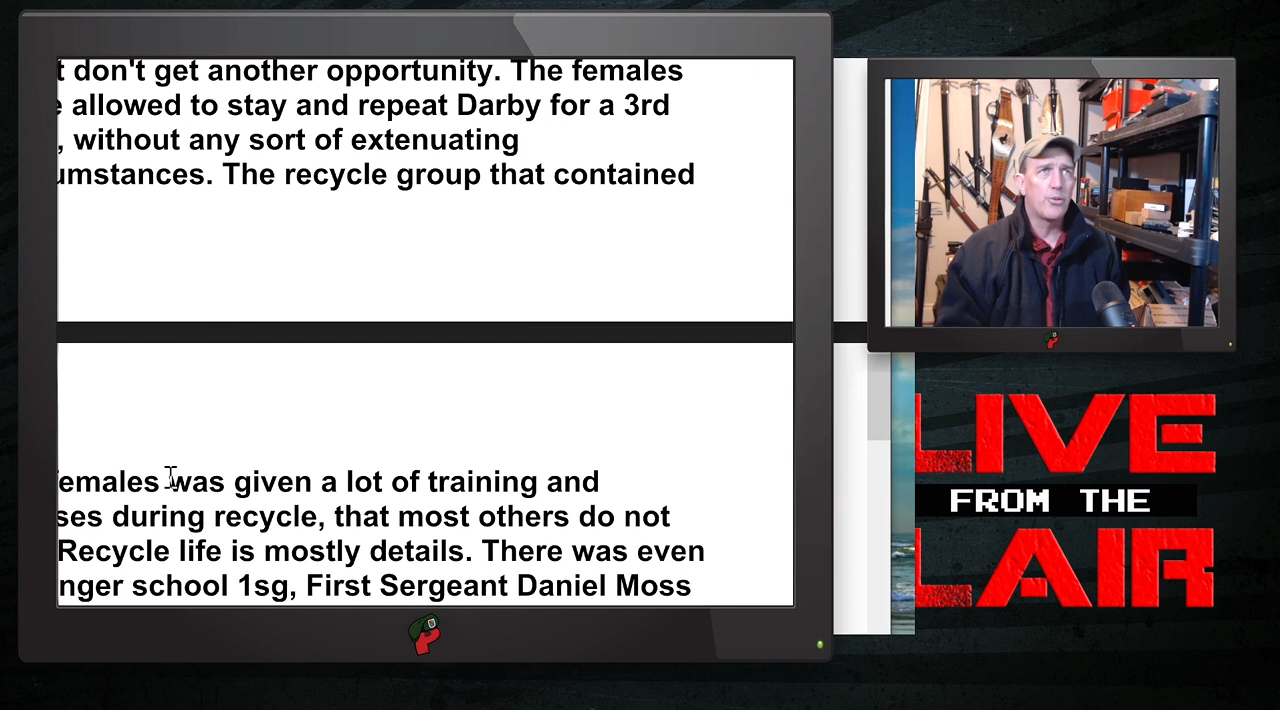 t don't get another opportunity. The females
e allowed to stay and repeat Darby for a 3rd
, without any sort of extenuating
umstances. The recycle group that contained
females was given a lot of training and
ses during recycle, that most others do not
Recycle life is mostly details. There was even
nger school 1sg, First Sergeant Daniel Moss
LIVE
FROM THE
LAIR